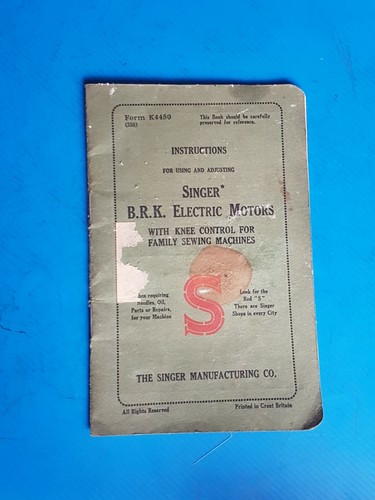 Form K4450
(338)
This Book should be carefully
preserved for reference.
INSTRUCTIONS
FOR USING AND ADJUSTING
SINGER*
B.R.K. ELECTRIC MOTORS
WITH KNEE CONTROL FOR
FAMILY SEWING MACHINES
requiring
Needles, Oil,
Parts or Repairs,
for your Machine
S
Look for the
Red "S"
There are Singer
Shops in every City
THE SINGER MANUFACTURING CO.
All Rights Reserved
Printed in Great Britain